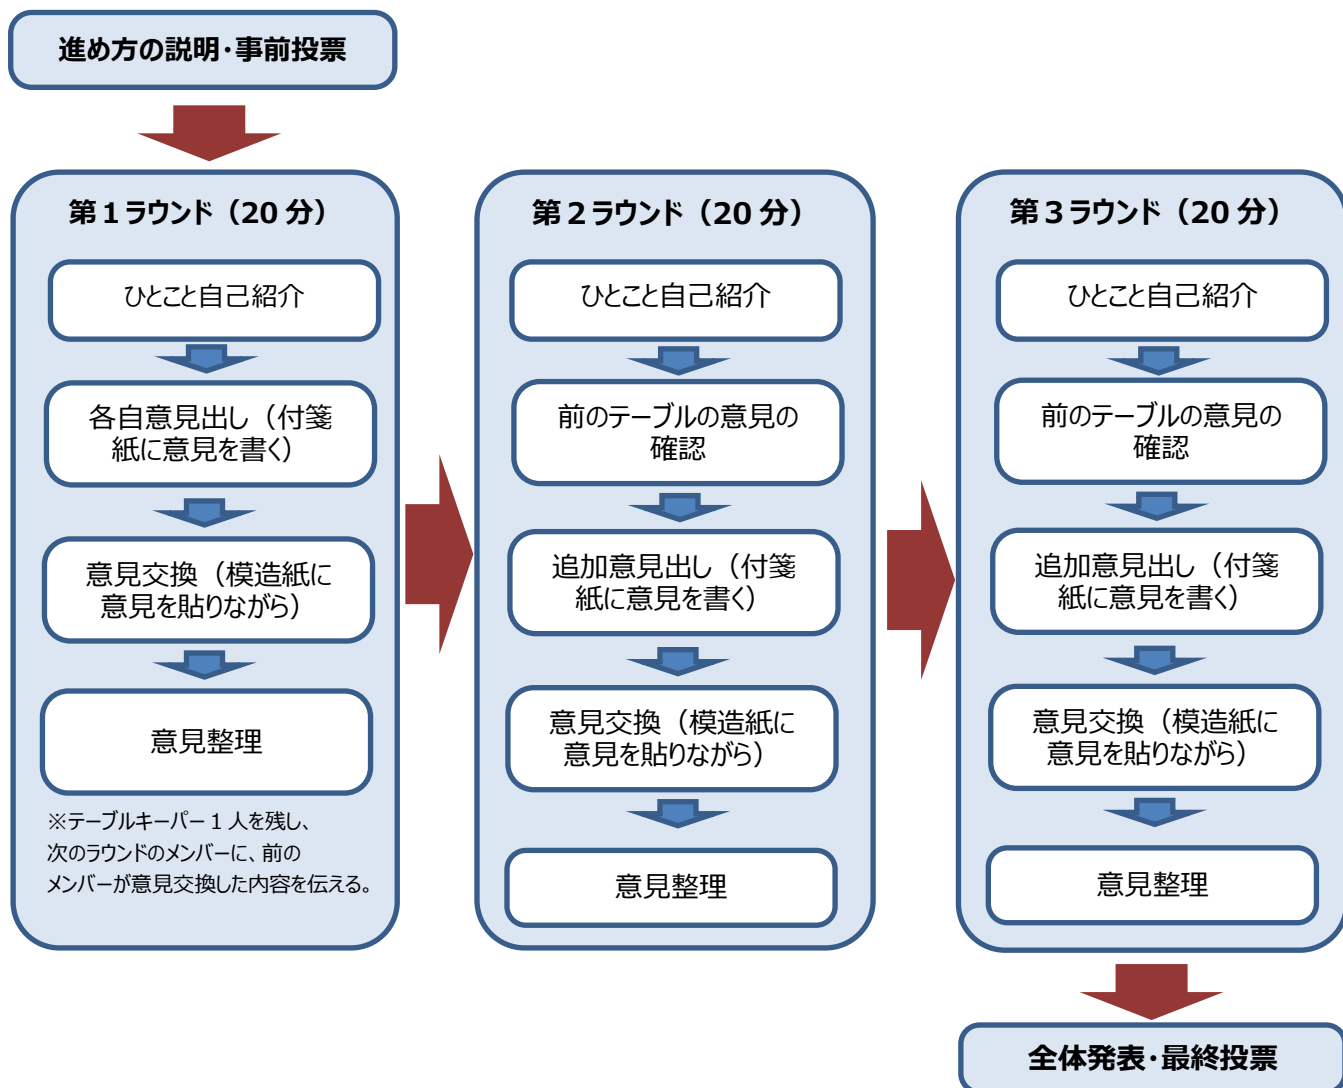 進め方の説明・事前投票
第１ラウンド（20 分）
ひとこと自己紹介
各自意見出し（付箋
紙に意見を書く）
意見交換（模造紙に
意見を貼りながら）
意見整理
※テーブルキーパー 1 人を残し、
次のラウンドのメンバーに、前の
メンバーが意見交換した内容を伝える。
第２ラウンド（20 分）
ひとこと自己紹介
前のテーブルの意見の
確認
追加意見出し（付箋
紙に意見を書く）
意見交換（模造紙に
意見を貼りながら）
意見整理
第３ラウンド（20 分）
ひとこと自己紹介
前のテーブルの意見の
確認
追加意見出し（付箋
紙に意見を書く）
意見交換（模造紙に
意見を貼りながら）
意見整理
全体発表・最終投票